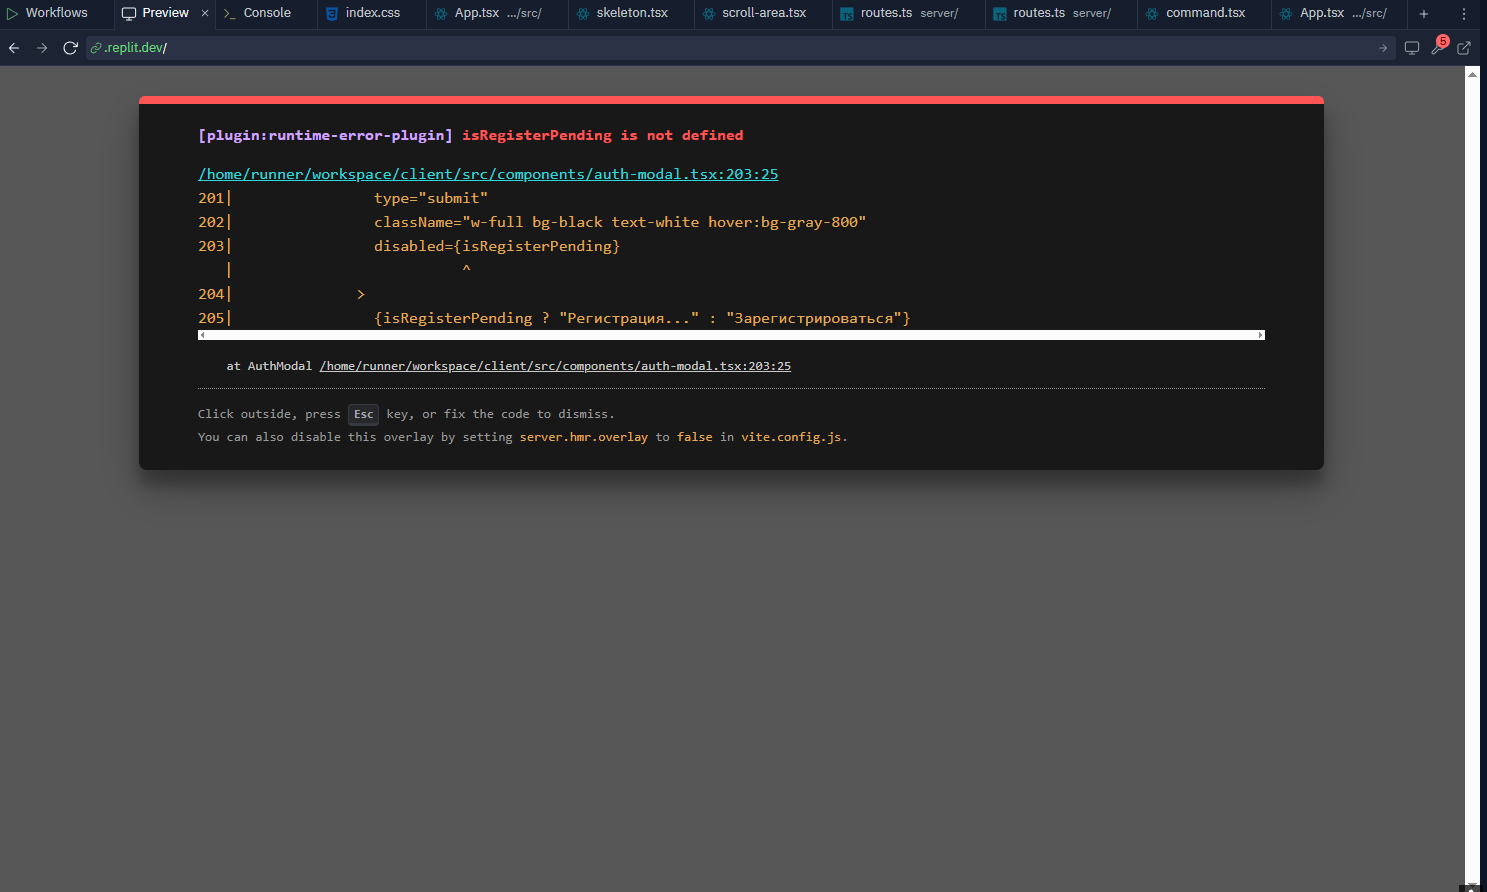 Workflows Preview × Console index.css App.tsx .../src/ skeleton.tsx scroll-area.tsx routes.ts server/ routes.ts server/ command.tsx App.tsx .../src/
.replit.dev/ 5
[plugin:runtime-error-plugin] isRegisterPending is not defined
/home/runner/workspace/client/src/components/auth-modal.tsx:203:25
201| type="submit"
202| className="w-full bg-black text-white hover:bg-gray-800"
203| disabled={isRegisterPending}
| ^
204| >
205| {isRegisterPending ? "Регистрация..." : "Зарегистрироваться"}
at AuthModal /home/runner/workspace/client/src/components/auth-modal.tsx:203:25
Click outside, press Esc key, or fix the code to dismiss.
You can also disable this overlay by setting server.hmr.overlay to false in vite.config.js.